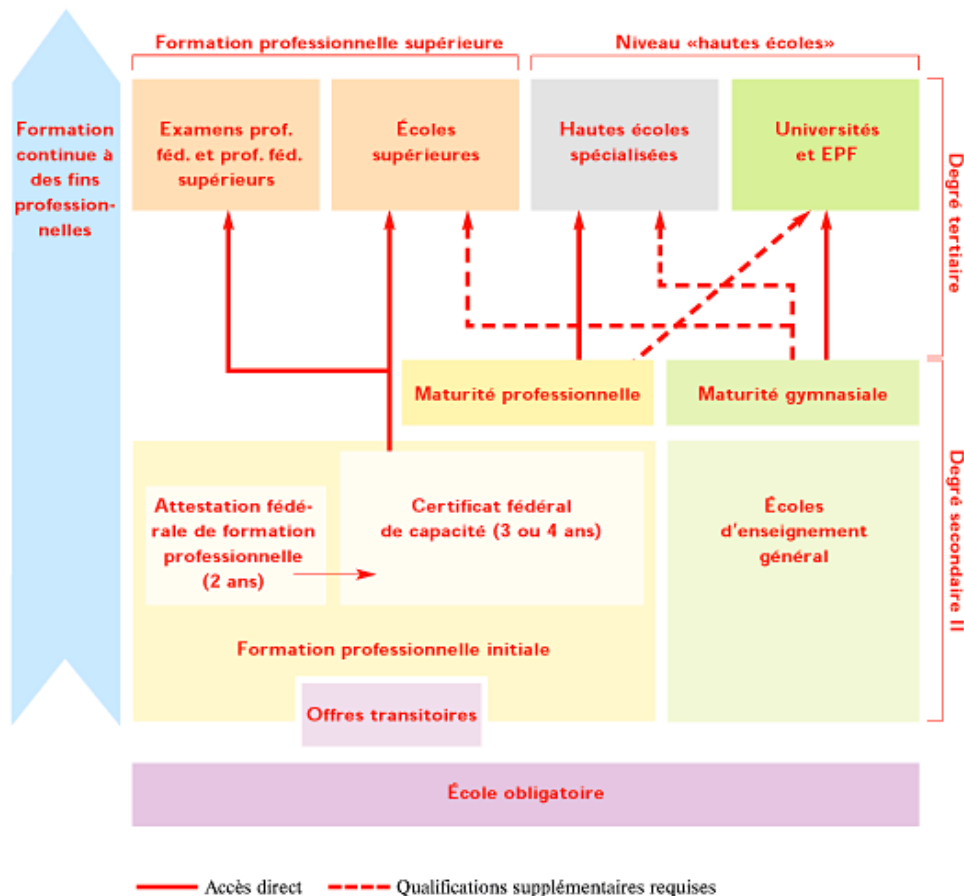 Formation professionnelle supérieure
Niveau «hautes écoles»
Formation
continue à
des fins
profession-
nelles
Examens prof.
féd. et prof. féd.
supérieurs
Écoles
supérieures
Hautes écoles
spécialisées
Universités
et EPF
Degré tertiaire
Maturité professionnelle
Maturité gymnasiale
Attestation fédé-
rale de formation
professionnelle
(2 ans)
Certificat fédéral
de capacité (3 ou 4 ans)
Écoles
d'enseignement
général
Degré secondaire II
Formation professionnelle initiale
Offres transitoires
École obligatoire
Accès direct
Qualifications supplémentaires requises